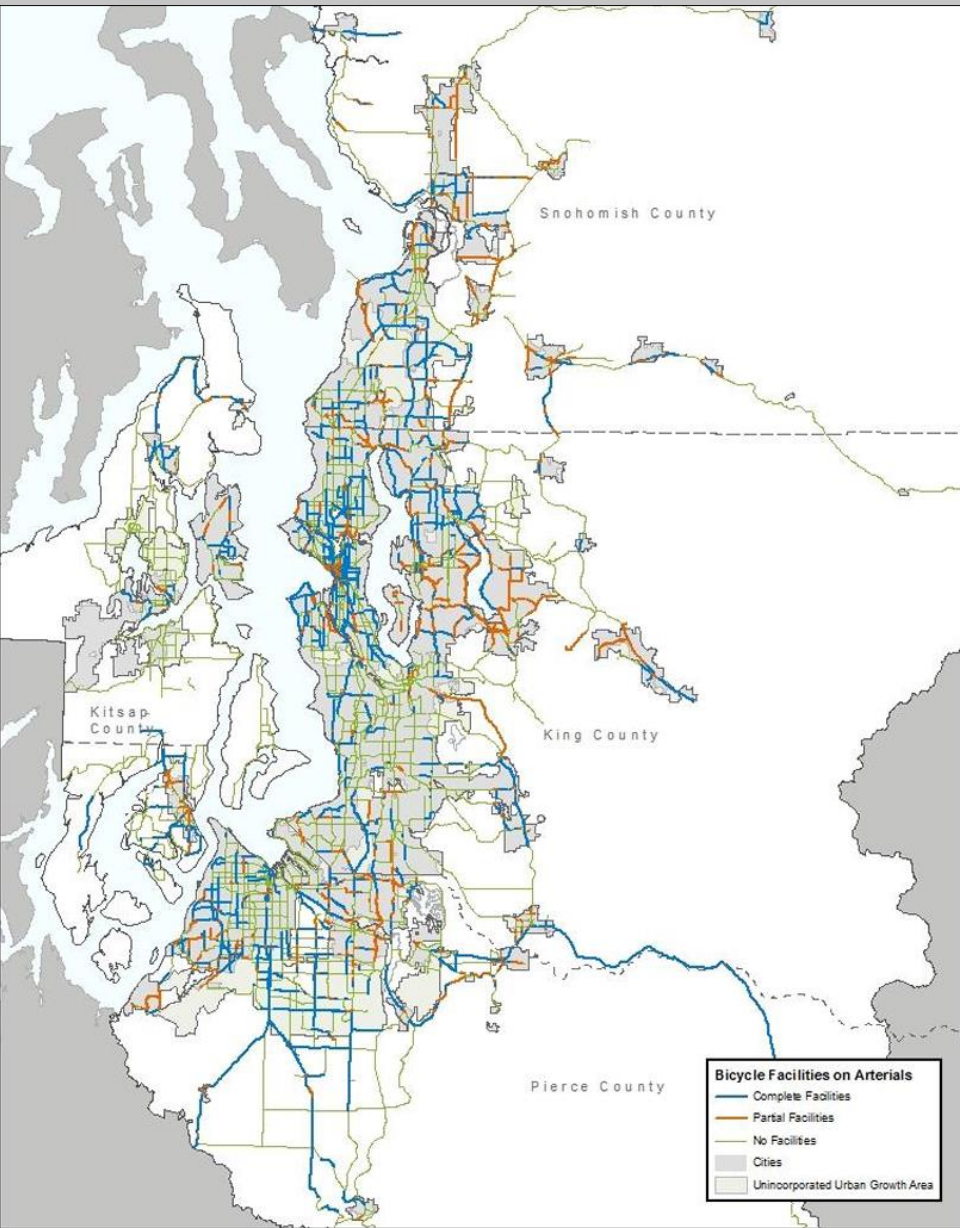 Snohomish County
Kitsap
County
King County
Pierce County
Bicycle Facilities on Arterials
Complete Facilities
Partial Facilities
No Facilities
Cities
Unincorporated Urban Growth Area